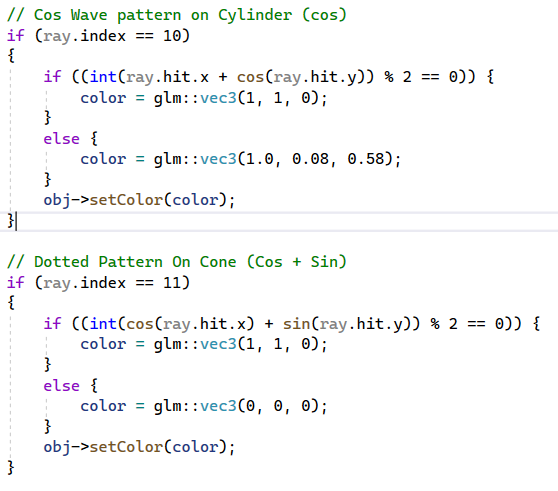 // Cos Wave pattern on Cylinder (cos)
if (ray.index == 10)
{
    if ((int(ray.hit.x + cos(ray.hit.y)) % 2 == 0)) {
        color = glm::vec3(1, 1, 0);
    }
    else {
        color = glm::vec3(1.0, 0.08, 0.58);
    }
    obj->setColor(color);
}
// Dotted Pattern On Cone (Cos + Sin)
if (ray.index == 11)
{
    if ((int(cos(ray.hit.x) + sin(ray.hit.y)) % 2 == 0)) {
        color = glm::vec3(1, 1, 0);
    }
    else {
        color = glm::vec3(0, 0, 0);
    }
    obj->setColor(color);
}